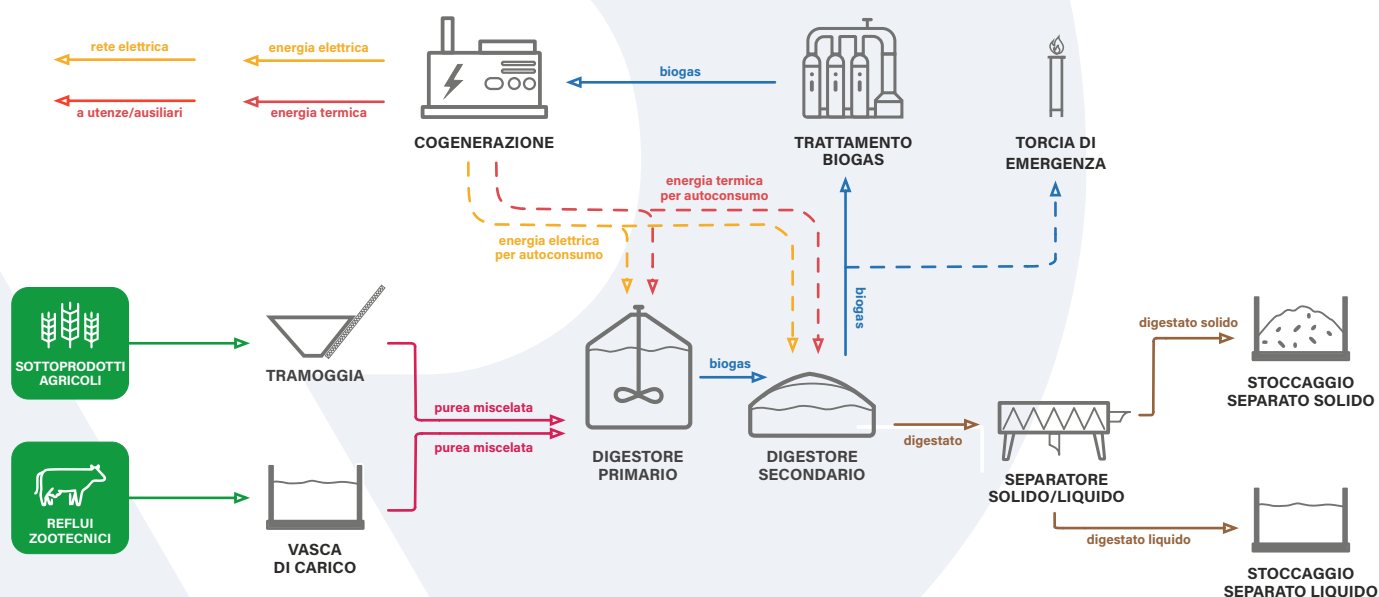 rete elettrica
energia elettrica
biogas
a utenze/ausiliari
energia termica
COGENERAZIONE
TRATTAMENTO
BIOGAS
TORCIA DI
EMERGENZA
energia termica
per autoconsumo
energia elettrica
per autoconsumo
biogas
SOTTOPRODOTTI
AGRICOLI
TRAMOGGIA
purea miscelata
purea miscelata
biogas
digestato solido
STOCCAGGIO
SEPARATO SOLIDO
DIGESTORE
PRIMARIO
DIGESTORE
SECONDARIO
digestato
SEPARATORE
SOLIDO/LIQUIDO
REFLUI
ZOOTECNICI
VASCA
DI CARICO
digestato liquido
STOCCAGGIO
SEPARATO LIQUIDO